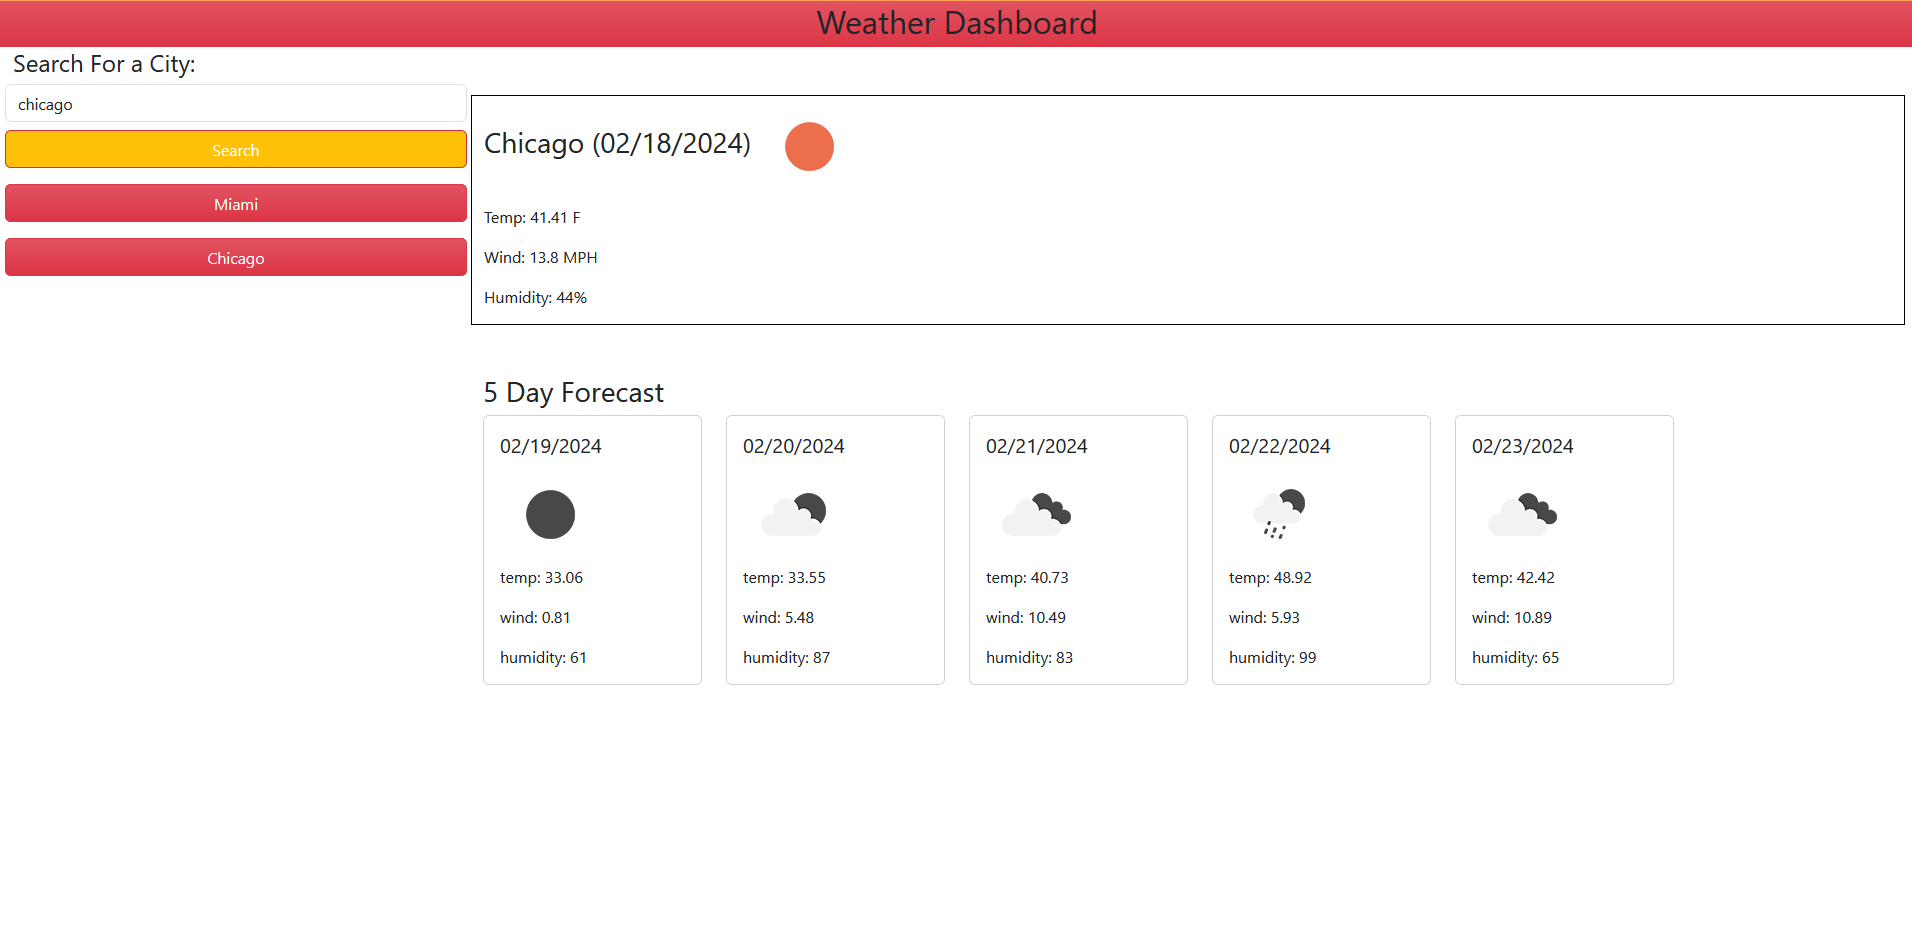 Weather Dashboard
Search For a City:
chicago
Search
Miami
Chicago
Chicago (02/18/2024)
Temp: 41.41 F
Wind: 13.8 MPH
Humidity: 44%
5 Day Forecast
02/19/2024
temp: 33.06
wind: 0.81
humidity: 61
02/20/2024
temp: 33.55
wind: 5.48
humidity: 87
02/21/2024
temp: 40.73
wind: 10.49
humidity: 83
02/22/2024
temp: 48.92
wind: 5.93
humidity: 99
02/23/2024
temp: 42.42
wind: 10.89
humidity: 65